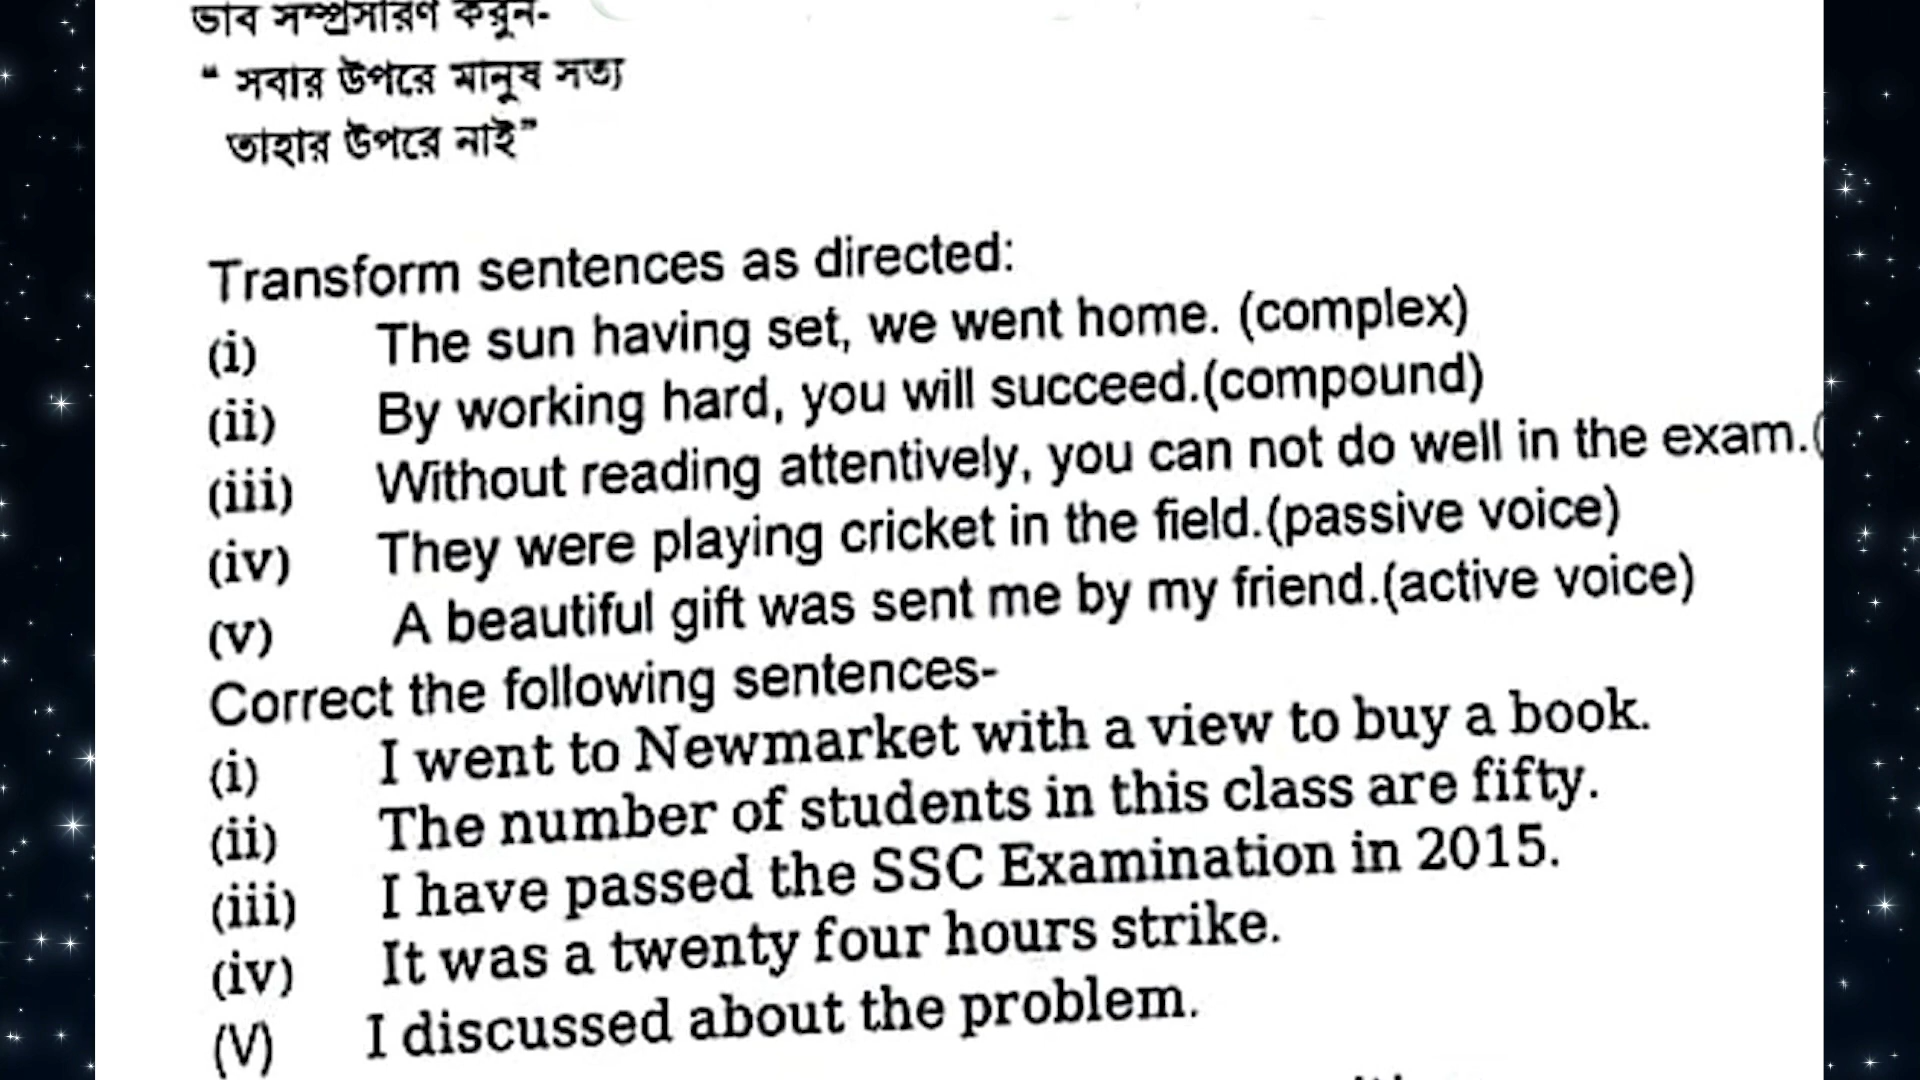 ভাব সম্প্রসারণ করুন-
“ সবার উপরে মানুষ সত্য
তাহার উপরে নাই”
Transform sentences as directed:
(i) The sun having set, we went home. (complex)
(ii) By working hard, you will succeed.(compound)
(iii) Without reading attentively, you can not do well in the exam.(
(iv) They were playing cricket in the field.(passive voice)
(v) A beautiful gift was sent me by my friend.(active voice)
Correct the following sentences-
(i) I went to Newmarket with a view to buy a book.
(ii) The number of students in this class are fifty.
(iii) I have passed the SSC Examination in 2015.
(iv) It was a twenty four hours strike.
(V) I discussed about the problem.